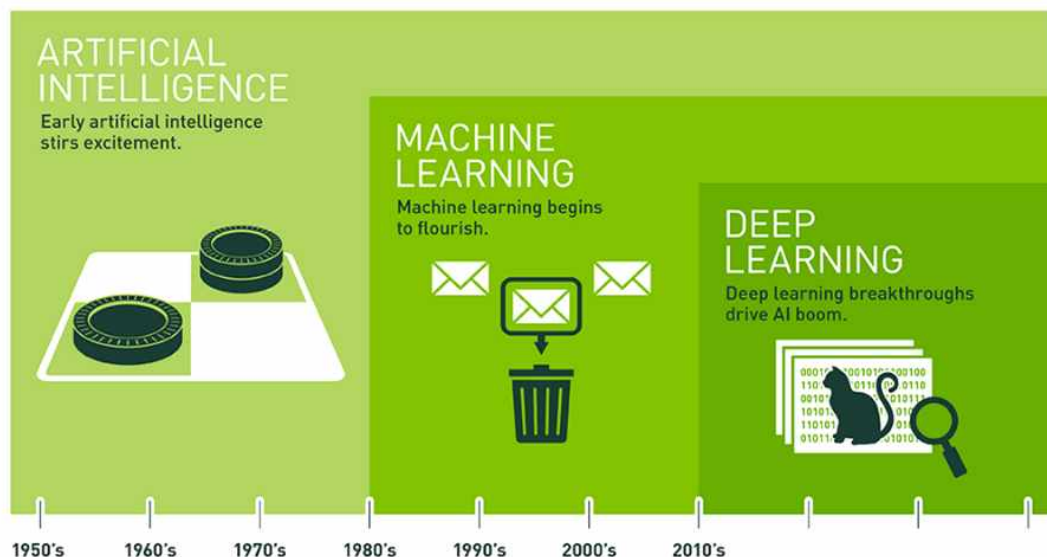 ARTIFICIAL
INTELLIGENCE
Early artificial intelligence
stirs excitement.
MACHINE
LEARNING
Machine learning begins
to flourish.
DEEP
LEARNING
Deep learning breakthroughs
drive AI boom.
1950's 1960's 1970's 1980's 1990's 2000's 2010's